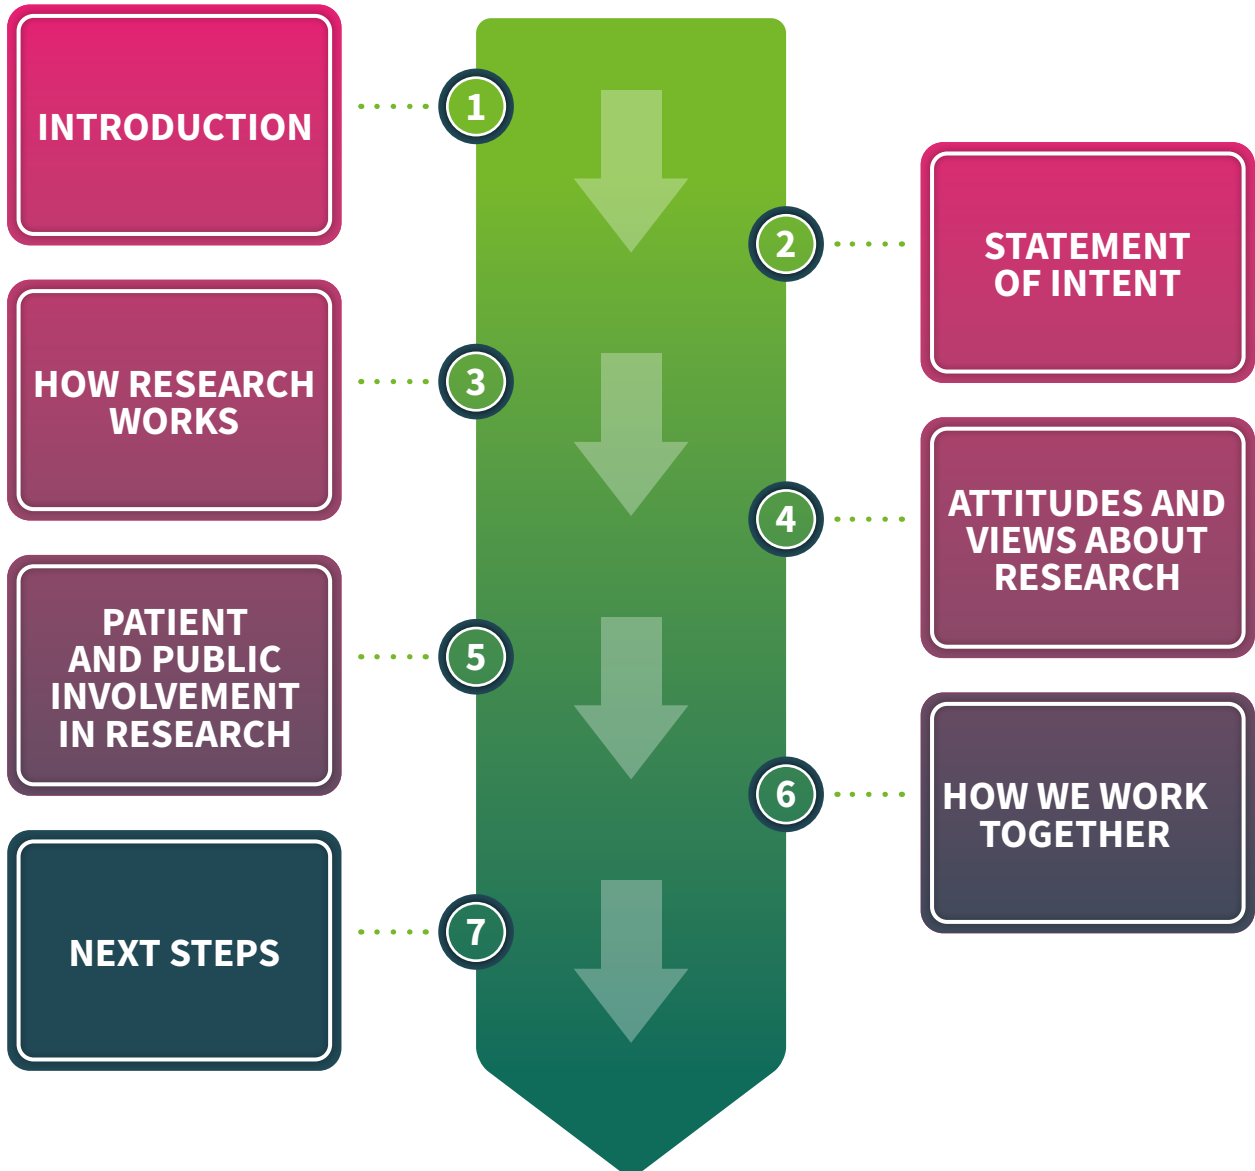 1
INTRODUCTION
2
STATEMENT
OF INTENT
3
HOW RESEARCH
WORKS
4
ATTITUDES AND
VIEWS ABOUT
RESEARCH
5
PATIENT
AND PUBLIC
INVOLVEMENT
IN RESEARCH
6
HOW WE WORK
TOGETHER
7
NEXT STEPS